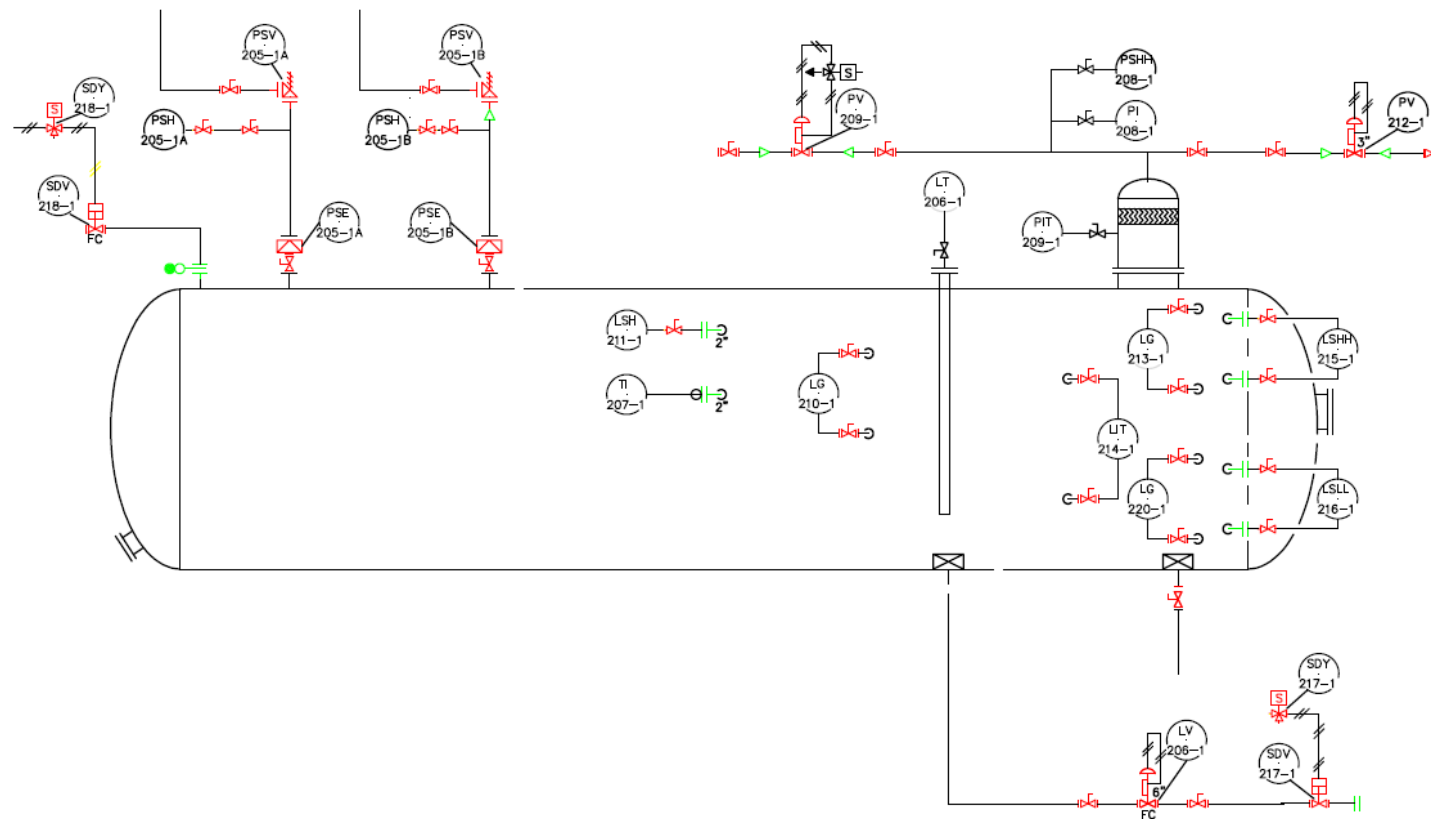 PSV
205-1A
PSV
205-1B
SDY
218-1
S
PSH
205-1A
PSH
205-1B
SDV
218-1
FC
PSE
205-1A
PSE
205-1B
S
PV
209-1
PSHH
208-1
PI
208-1
PV
212-1
3"
LT
206-1
PIT
209-1
LSH
211-1
2"
TI
207-1
2"
LG
210-1
LG
213-1
LSHH
215-1
LIT
214-1
LG
220-1
LSLL
216-1
SDY
217-1
S
LV
206-1
6"
FC
SDV
217-1